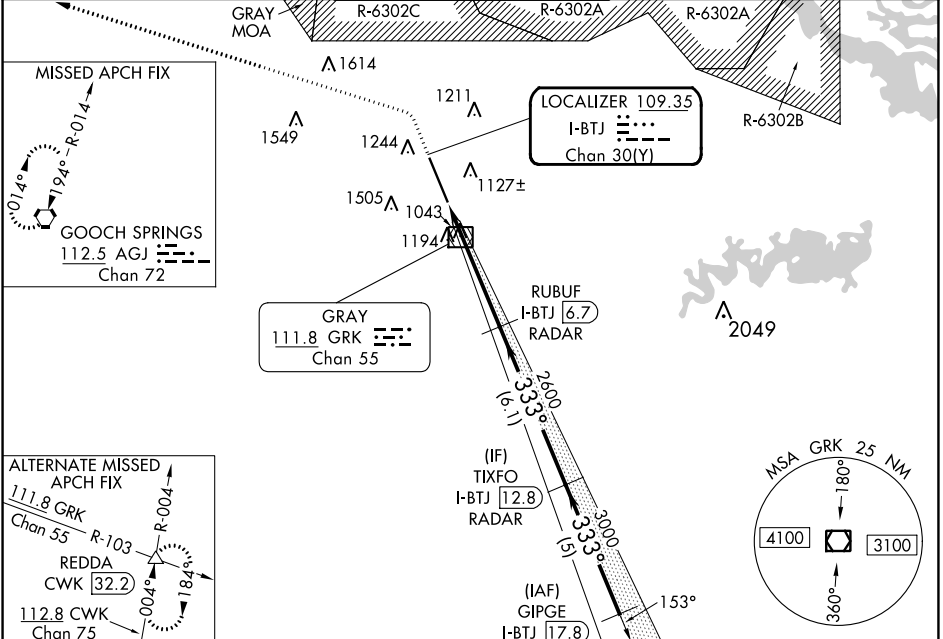 GRAY
MOA
R-6302C
R-6302A
R-6302A
R-6302B
MISSED APCH FIX
R-014
014°
194°
GOOCH SPRINGS
112.5 AGJ
Chan 72
1614
1549
1211
1244
1127±
1505
1043
1194
LOCALIZER 109.35
I-BTJ
Chan 30(Y)
GRAY
111.8 GRK
Chan 55
RUBUF
I-BTJ 6.7
RADAR
2049
2600
333°
(6.1)
(IF)
TIXFO
I-BTJ 12.8
RADAR
3000
333°
(5)
(IAF)
GIPGE
I-BTJ 17.8
153°
ALTERNATE MISSED
APCH FIX
111.8 GRK
Chan 55
R-103
R-004
REDDA
CWK 32.2
004°
184°
112.8 CWK
Chan 75
MSA GRK 25 NM
180°
4100
3100
360°